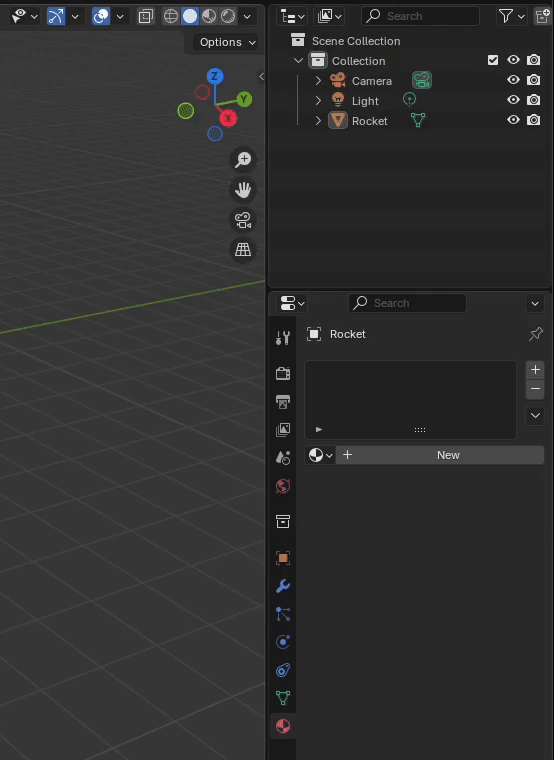 Search
Options
Scene Collection
Collection
Z
Y
X
Camera
Light
Rocket
Search
Rocket
New